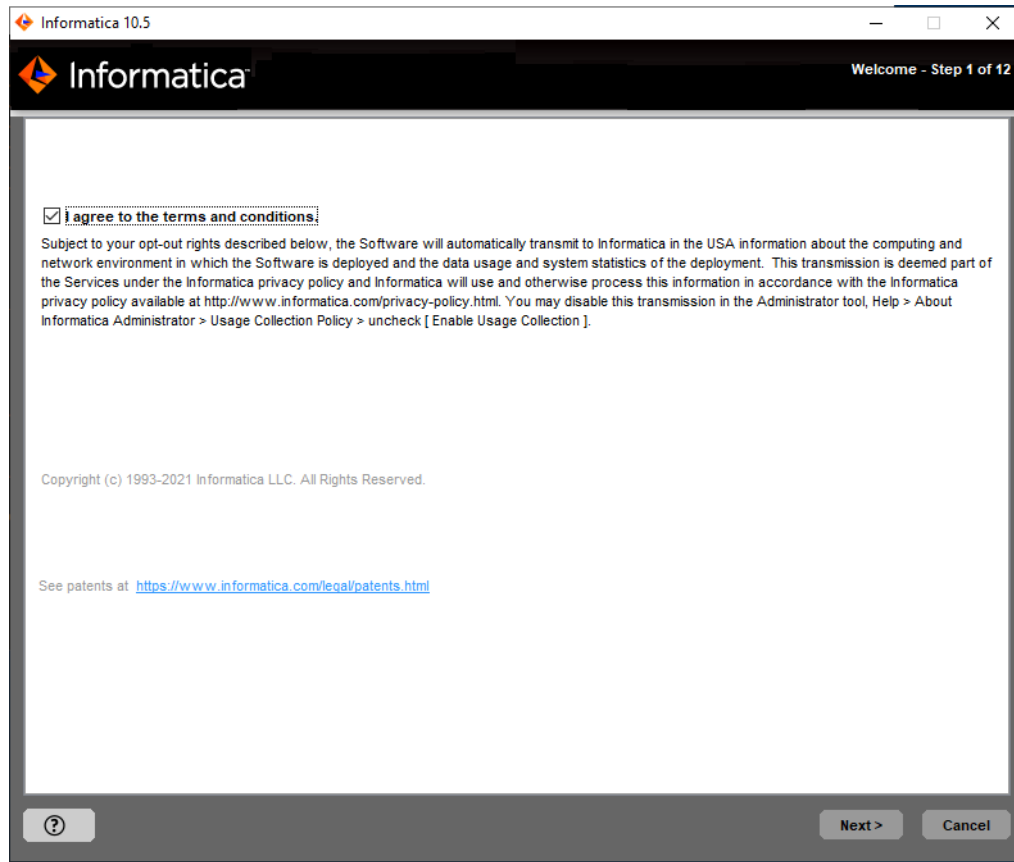 Informatica 10.5
Informatica
Welcome - Step 1 of 12
I agree to the terms and conditions.
Subject to your opt-out rights described below, the Software will automatically transmit to Informatica in the USA information about the computing and
network environment in which the Software is deployed and the data usage and system statistics of the deployment.  This transmission is deemed part of
the Services under the Informatica privacy policy and Informatica will use and otherwise process this information in accordance with the Informatica
privacy policy available at http://www.informatica.com/privacy-policy.html. You may disable this transmission in the Administrator tool, Help > About
Informatica Administrator > Usage Collection Policy > uncheck [ Enable Usage Collection ].
Copyright (c) 1993-2021 Informatica LLC. All Rights Reserved.
See patents at https://www.informatica.com/legal/patents.html
?
Next >
Cancel